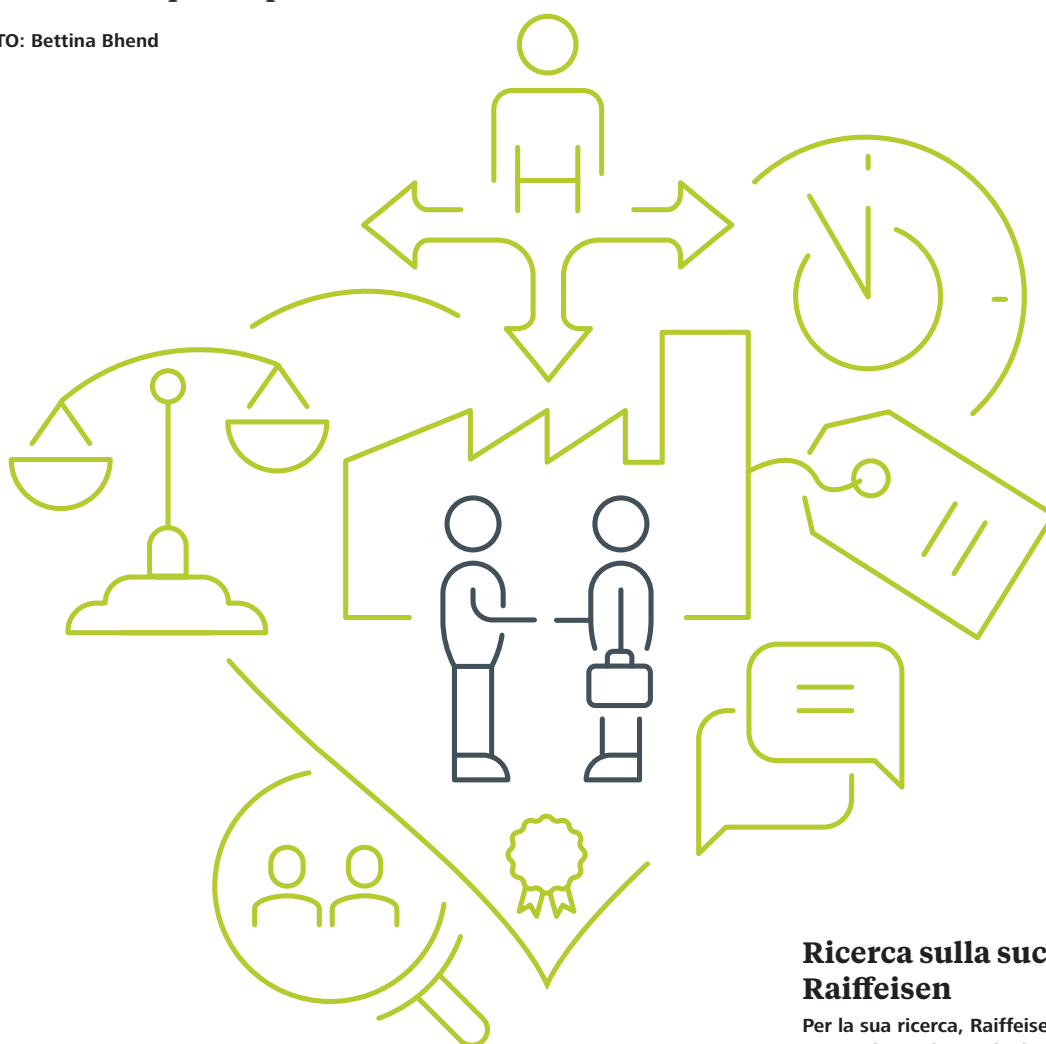 TO: Bettina Bhend
Ricerca sulla suc
Raiffeisen
Per la sua ricerca, Raiffeise